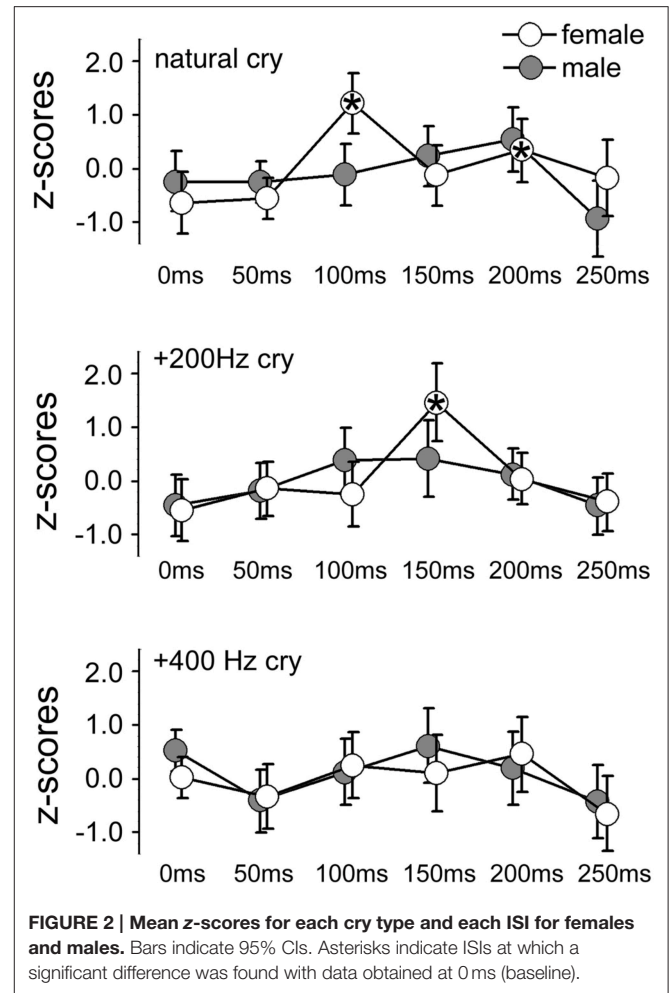 female
male
natural cry
2.0
1.0
0.0
-1.0
z-scores
0ms 50ms 100ms 150ms 200ms 250ms
+200Hz cry
2.0
1.0
0.0
-1.0
z-scores
0ms 50ms 100ms 150ms 200ms 250ms
+400 Hz cry
2.0
1.0
0.0
-1.0
z-scores
0ms 50ms 100ms 150ms 200ms 250ms
FIGURE 2 | Mean z-scores for each cry type and each ISI for females
and males. Bars indicate 95% CIs. Asterisks indicate ISIs at which a
significant difference was found with data obtained at 0 ms (baseline).